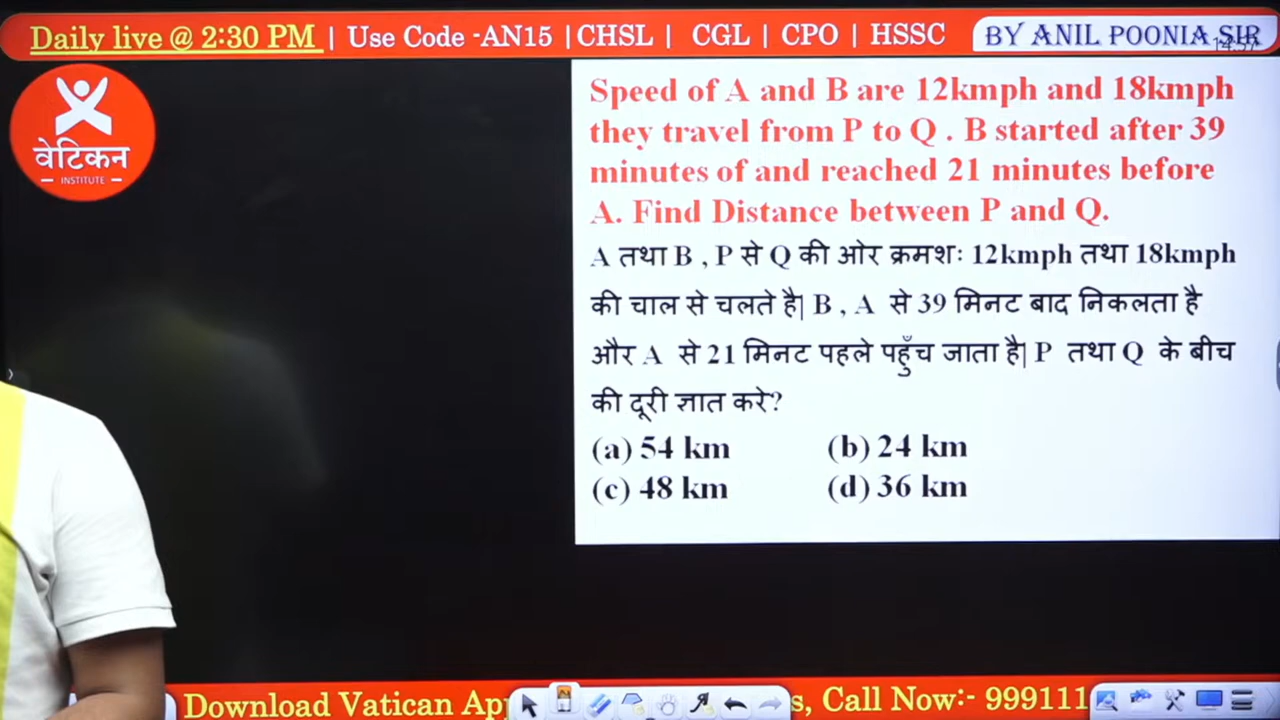 Daily live @ 2:30 PM | Use Code -AN15 |CHSL | CGL | CPO | HSSC
BY ANIL POONIA SIR
14:57
वेटिकन
INSTITUTE
Speed of A and B are 12kmph and 18kmph
they travel from P to Q . B started after 39
minutes of and reached 21 minutes before
A. Find Distance between P and Q.
A तथा B , P से Q की ओर क्रमशः 12kmph तथा 18kmph
की चाल से चलते है| B , A से 39 मिनट बाद निकलता है
और A से 21 मिनट पहले पहुँच जाता है| P तथा Q के बीच
की दूरी ज्ञात करे?
(a) 54 km (b) 24 km
(c) 48 km (d) 36 km
Download Vatican Ap
s, Call Now:- 999111